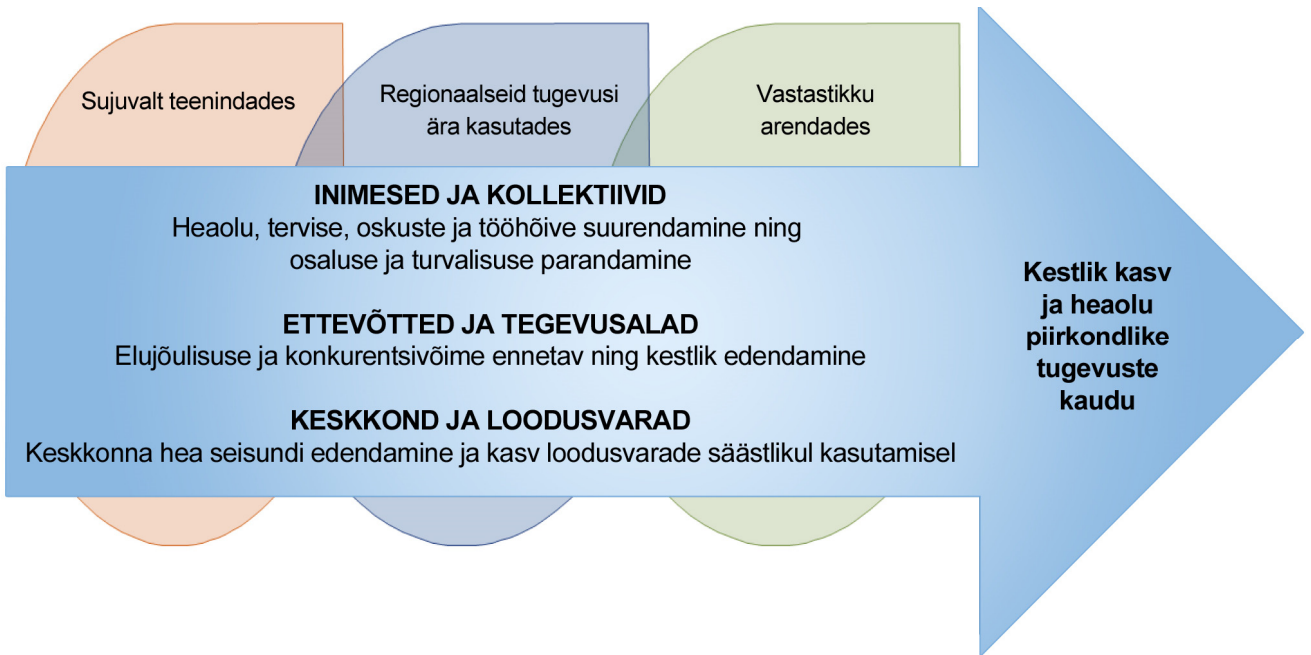 Sujuvalt teenindades
Regionaalseid tugevusi
ära kasutades
Vastastikku
arendades
INIMESED JA KOLLEKTIIVID
Heaolu, tervise, oskuste ja tööhõive suurendamine ning
osaluse ja turvalisuse parandamine
ETTEVÕTTED JA TEGEVUSALAD
Elujõulisuse ja konkurentsivõime ennetav ning kestlik edendamine
KESKKOND JA LOODUSVARAD
Keskkonna hea seisundi edendamine ja kasv loodusvarade säästlikul kasutamisel
Kestlik kasv
ja heaolu
piirkondlike
tugevuste
kaudu